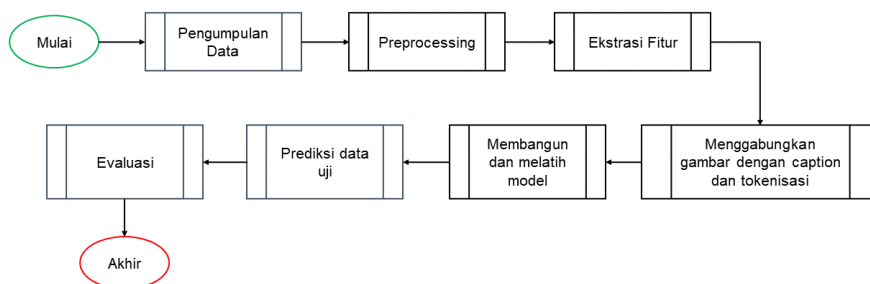 Mulai
Pengumpulan
Data
Preprocessing
Ekstrasi Fitur
Menggabungkan
gambar dengan caption
dan tokenisasi
Membangun
dan melatih
model
Prediksi data
uji
Evaluasi
Akhir